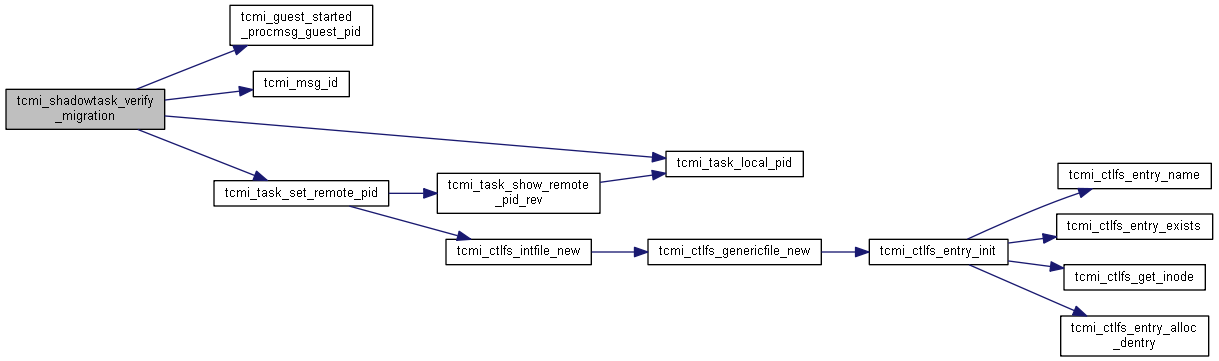 tcmi_guest_started
_procmsg_guest_pid
tcmi_msg_id
tcmi_shadowtask_verify
_migration
tcmi_task_local_pid
tcmi_task_set_remote_pid
tcmi_task_show_remote
_pid_rev
tcmi_ctlfs_intfile_new
tcmi_ctlfs_genericfile_new
tcmi_ctlfs_entry_init
tcmi_ctlfs_entry_name
tcmi_ctlfs_entry_exists
tcmi_ctlfs_get_inode
tcmi_ctlfs_entry_alloc
_dentry